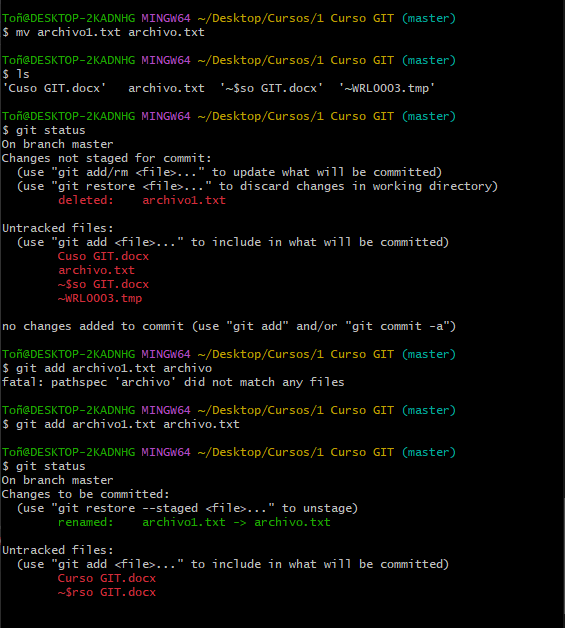 Toñ@DESKTOP-2KADNHG MINGW64 ~/Desktop/Cursos/1 Curso GIT (master)
$ mv archivo1.txt archivo.txt
Toñ@DESKTOP-2KADNHG MINGW64 ~/Desktop/Cursos/1 Curso GIT (master)
$ ls
'Cuso GIT.docx'   archivo.txt  '~$so GIT.docx'  '~WRL0003.tmp'
Toñ@DESKTOP-2KADNHG MINGW64 ~/Desktop/Cursos/1 Curso GIT (master)
$ git status
On branch master
Changes not staged for commit:
  (use "git add/rm <file>..." to update what will be committed)
  (use "git restore <file>..." to discard changes in working directory)
        deleted:    archivo1.txt
Untracked files:
  (use "git add <file>..." to include in what will be committed)
        Cuso GIT.docx
        archivo.txt
        ~$so GIT.docx
        ~WRL0003.tmp
no changes added to commit (use "git add" and/or "git commit -a")
Toñ@DESKTOP-2KADNHG MINGW64 ~/Desktop/Cursos/1 Curso GIT (master)
$ git add archivo1.txt archivo
fatal: pathspec 'archivo' did not match any files
Toñ@DESKTOP-2KADNHG MINGW64 ~/Desktop/Cursos/1 Curso GIT (master)
$ git add archivo1.txt archivo.txt
Toñ@DESKTOP-2KADNHG MINGW64 ~/Desktop/Cursos/1 Curso GIT (master)
$ git status
On branch master
Changes to be committed:
  (use "git restore --staged <file>..." to unstage)
        renamed:    archivo1.txt -> archivo.txt
Untracked files:
  (use "git add <file>..." to include in what will be committed)
        Curso GIT.docx
        ~$rso GIT.docx